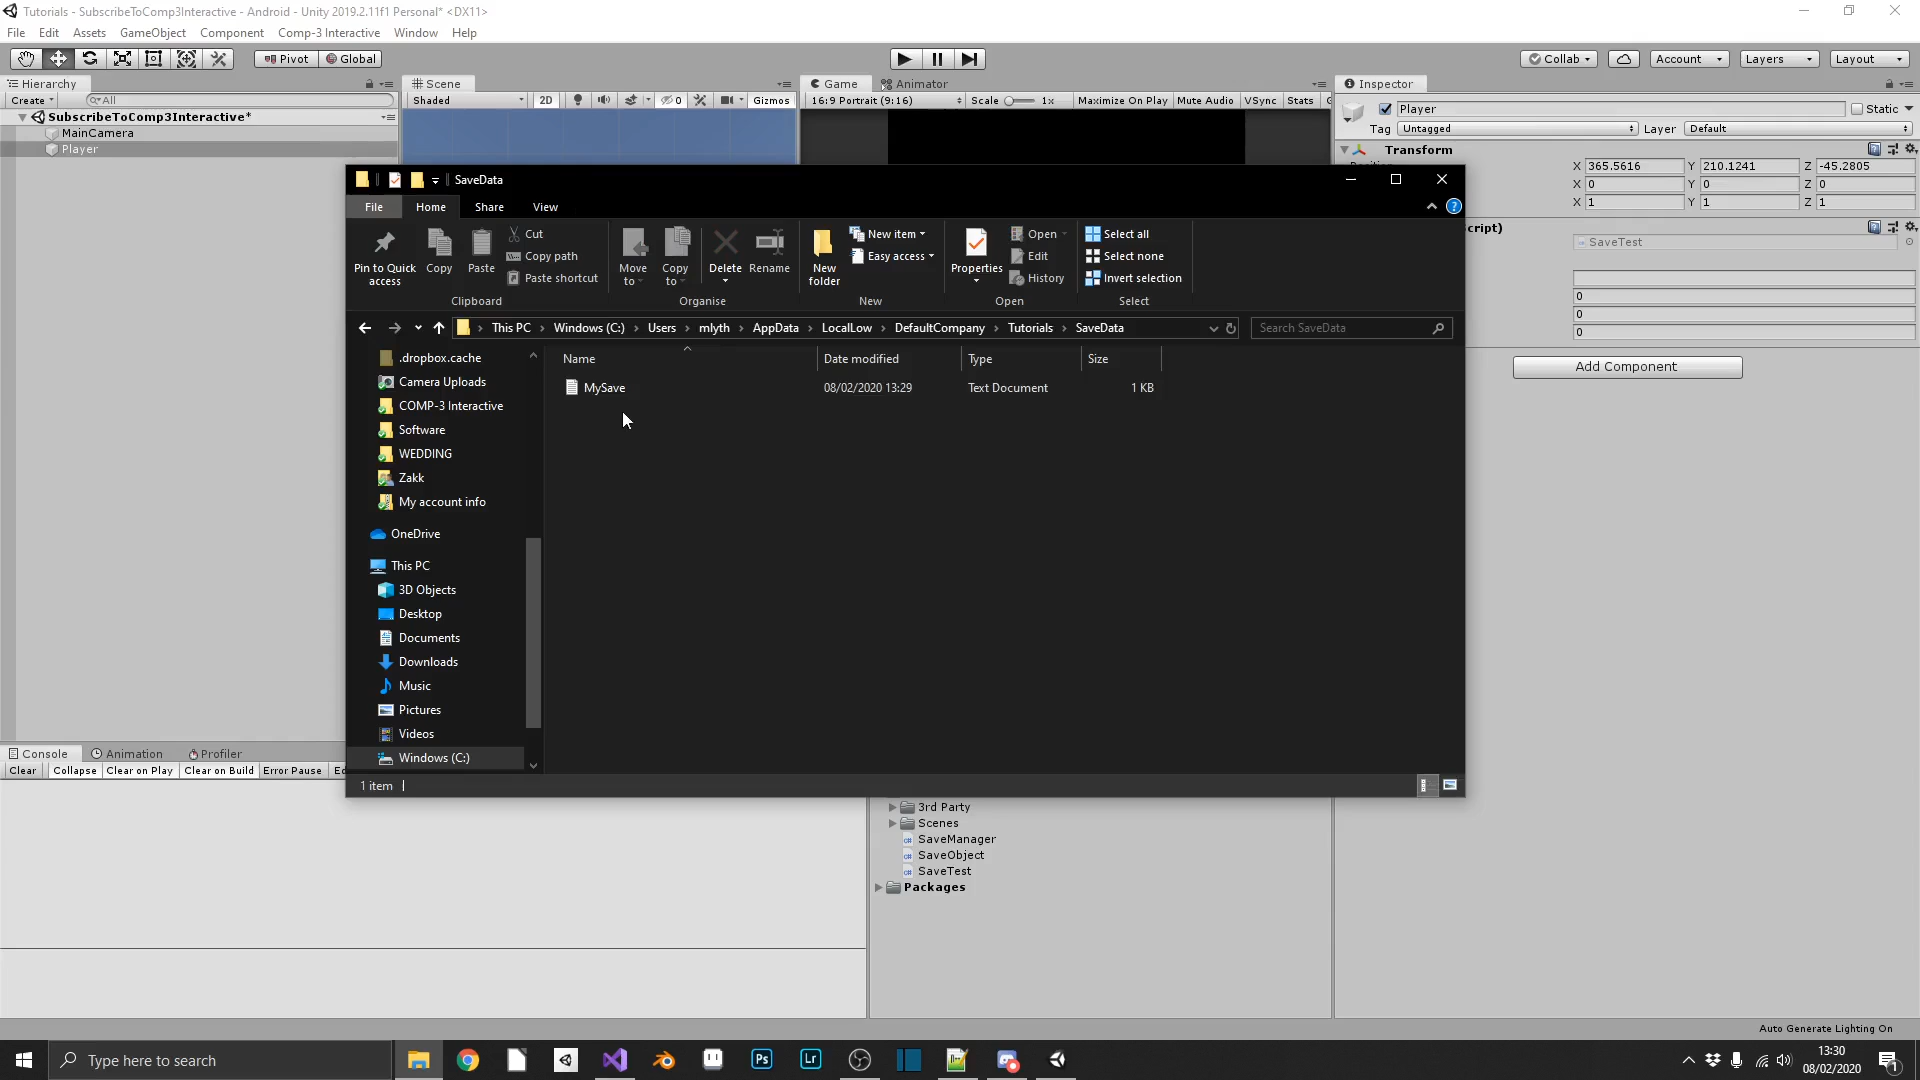 Tutorials - SubscribeToComp3Interactive - Android - Unity 2019.2.11f1 Personal* <DX11>
File Edit Assets GameObject Component Comp-3 Interactive Window Help
Pivot Global Collab Account Layers Layout
Hierarchy Scene Game Animator Inspector
Create All Shaded 2D 0 Gizmos 16:9 Portrait (9:16) Scale 1x Maximize On Play Mute Audio VSync Stats G
Player Static
SubscribeToComp3Interactive*
Tag Untagged Layer Default
MainCamera
Player
Transform
X 365.5616 Y 210.1241 Z -45.2805
X 0 Y 0 Z 0
X 1 Y 1 Z 1
cript)
SaveTest
0
0
0
Add Component
SaveData
File Home Share View
Pin to Quick access
Copy
Paste
Cut
Copy path
Paste shortcut
Clipboard
Move to
Copy to
Delete
Rename
Organise
New folder
New item
Easy access
New
Properties
Open
Edit
History
Open
Select all
Select none
Invert selection
Select
This PC Windows (C:) Users mlyth AppData LocalLow DefaultCompany Tutorials SaveData
Search SaveData
Name Date modified Type Size
MySave 08/02/2020 13:29 Text Document 1 KB
.dropbox.cache
Camera Uploads
COMP-3 Interactive
Software
WEDDING
Zakk
My account info
OneDrive
This PC
3D Objects
Desktop
Documents
Downloads
Music
Pictures
Videos
Windows (C:)
1 item
Console Animation Profiler
Clear Collapse Clear on Play Clear on Build Error Pause Ed
3rd Party
Scenes
SaveManager
SaveObject
SaveTest
Packages
Auto Generate Lighting On
Type here to search
Ps
Lr
13:30
08/02/2020
1